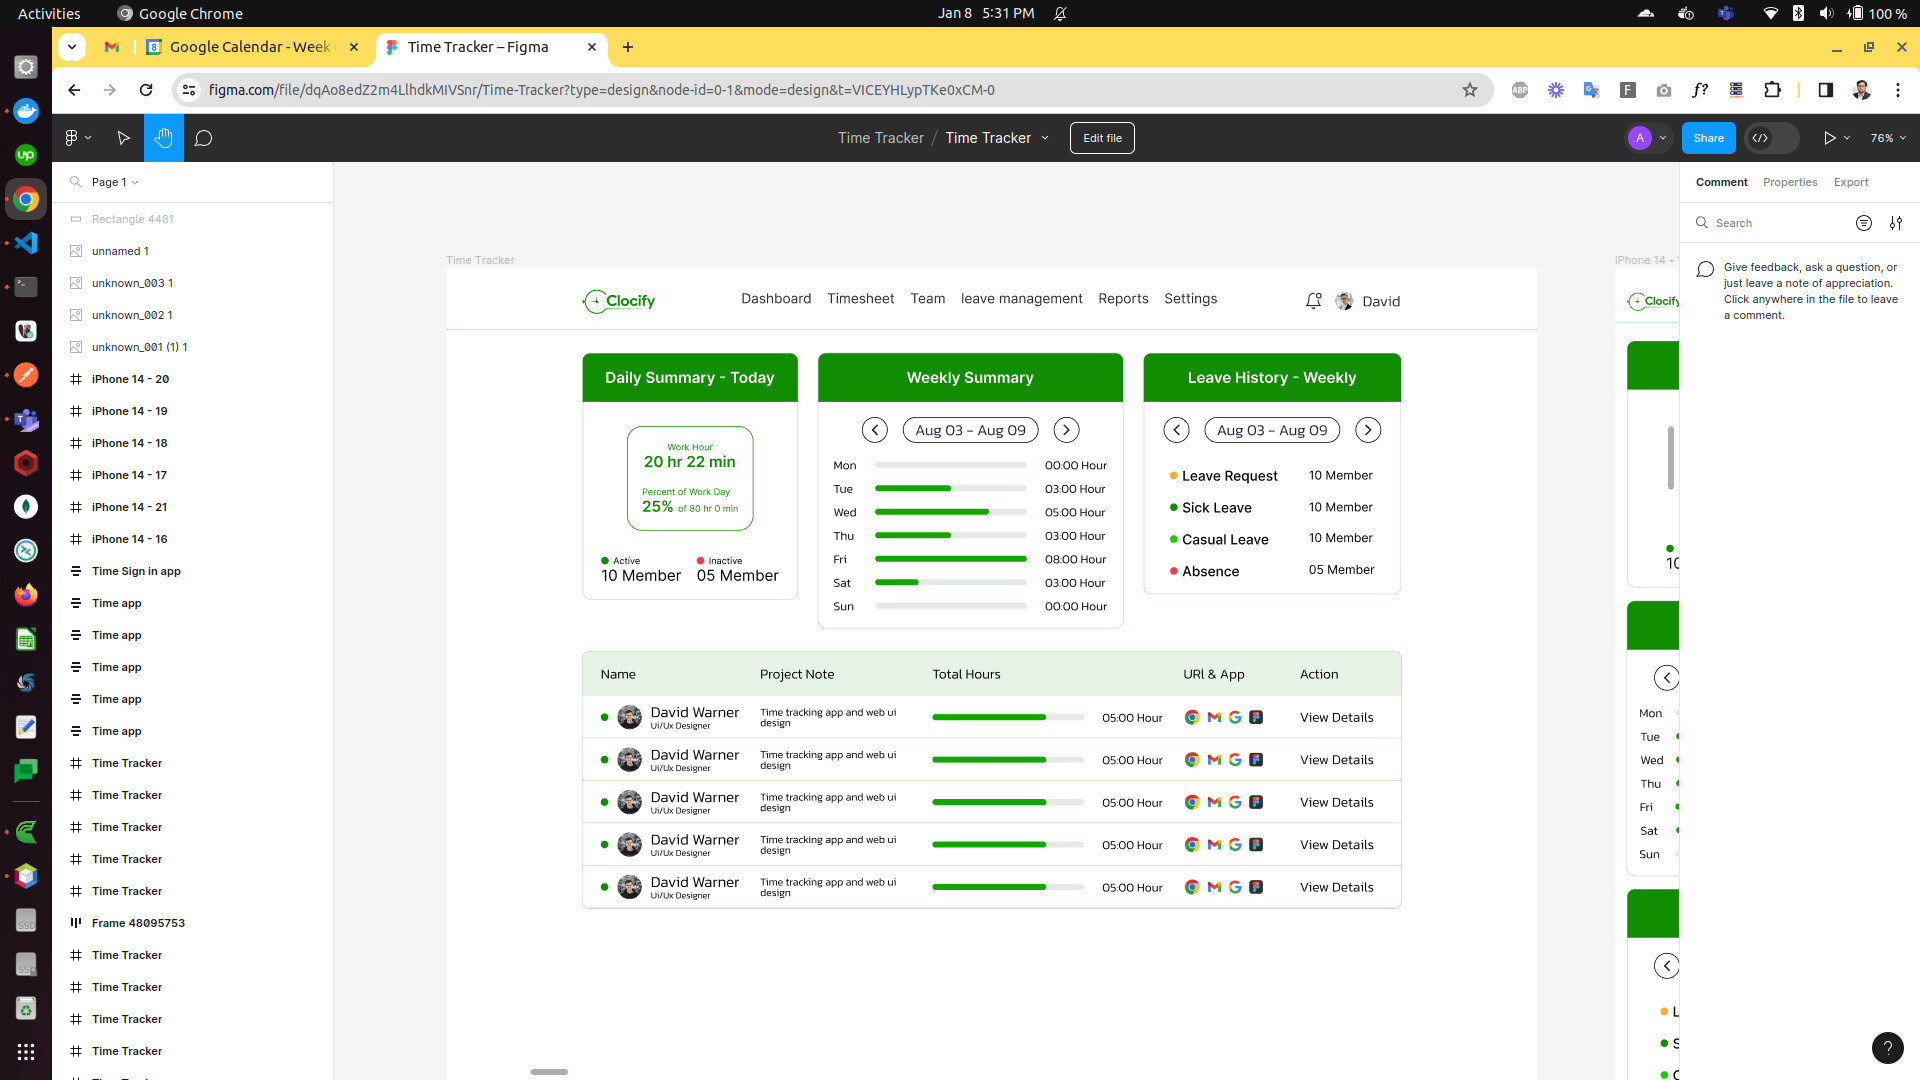 Activities
Google Chrome
Jan 8 5:31 PM
100 %
Google Calendar - Week
Time Tracker – Figma
figma.com/file/dqAo8edZ2m4LlhdkMIVSnr/Time-Tracker?type=design&node-id=0-1&mode=design&t=VICEYHLypTKe0xCM-0
Time Tracker / Time Tracker
Edit file
A
Share
76%
Page 1
Rectangle 4481
unnamed 1
unknown_003 1
unknown_002 1
unknown_001 (1) 1
iPhone 14 - 20
iPhone 14 - 19
iPhone 14 - 18
iPhone 14 - 17
iPhone 14 - 21
iPhone 14 - 16
Time Sign in app
Time app
Time app
Time app
Time app
Time app
Time Tracker
Time Tracker
Time Tracker
Time Tracker
Time Tracker
Frame 48095753
Time Tracker
Time Tracker
Time Tracker
Time Tracker
Time Tracker
Clocify
Dashboard Timesheet Team leave management Reports Settings
David
Daily Summary - Today
Work Hour
20 hr 22 min
Percent of Work Day
25% of 80 hr 0 min
Active
10 Member
Inactive
05 Member
Weekly Summary
Aug 03 - Aug 09
Mon 00:00 Hour
Tue 03:00 Hour
Wed 05:00 Hour
Thu 03:00 Hour
Fri 08:00 Hour
Sat 03:00 Hour
Sun 00:00 Hour
Leave History - Weekly
Aug 03 - Aug 09
Leave Request 10 Member
Sick Leave 10 Member
Casual Leave 10 Member
Absence 05 Member
Name Project Note Total Hours URl & App Action
David Warner
Ui/Ux Designer
Time tracking app and web ui
design
05:00 Hour
View Details
David Warner
Ui/Ux Designer
Time tracking app and web ui
design
05:00 Hour
View Details
David Warner
Ui/Ux Designer
Time tracking app and web ui
design
05:00 Hour
View Details
David Warner
Ui/Ux Designer
Time tracking app and web ui
design
05:00 Hour
View Details
David Warner
Ui/Ux Designer
Time tracking app and web ui
design
05:00 Hour
View Details
iPhone 14 -
Clocify
Mon
Tue
Wed
Thu
Fri
Sat
Sun
Comment Properties Export
Search
Give feedback, ask a question, or
just leave a note of appreciation.
Click anywhere in the file to leave
a comment.
?